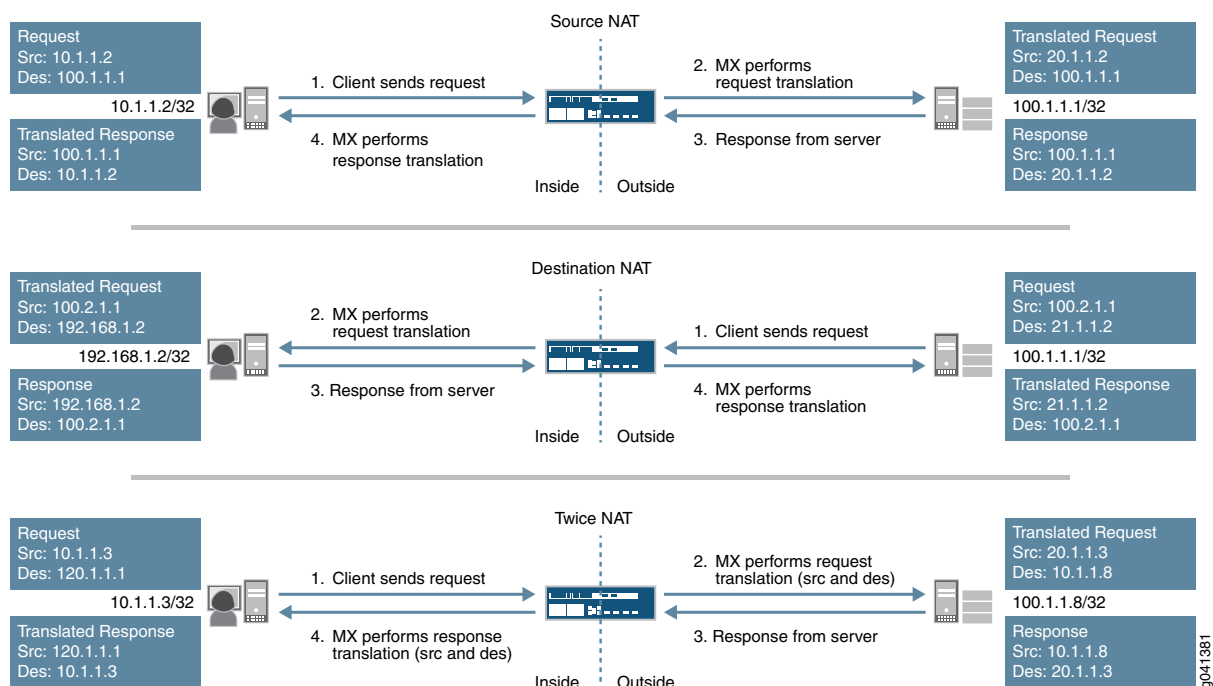 Source NAT
Request
Src: 10.1.1.2
Des: 100.1.1.1
10.1.1.2/32
Translated Response
Src: 100.1.1.1
Des: 10.1.1.2
1. Client sends request
4. MX performs
response translation
2. MX performs
request translation
3. Response from server
Inside
Outside
Translated Request
Src: 20.1.1.2
Des: 100.1.1.1
100.1.1.1/32
Response
Src: 100.1.1.1
Des: 20.1.1.2
Destination NAT
Translated Request
Src: 100.2.1.1
Des: 192.168.1.2
192.168.1.2/32
Response
Src: 192.168.1.2
Des: 100.2.1.1
2. MX performs
request translation
3. Response from server
1. Client sends request
4. MX performs
response translation
Inside
Outside
Request
Src: 100.2.1.1
Des: 21.1.1.2
100.1.1.1/32
Translated Response
Src: 21.1.1.2
Des: 100.2.1.1
Twice NAT
Request
Src: 10.1.1.3
Des: 120.1.1.1
10.1.1.3/32
Translated Response
Src: 120.1.1.1
Des: 10.1.1.3
1. Client sends request
4. MX performs response
translation (src and des)
2. MX performs request
translation (src and des)
3. Response from server
Inside
Outside
Translated Request
Src: 20.1.1.3
Des: 10.1.1.8
100.1.1.8/32
Response
Src: 10.1.1.8
Des: 20.1.1.3
g041381